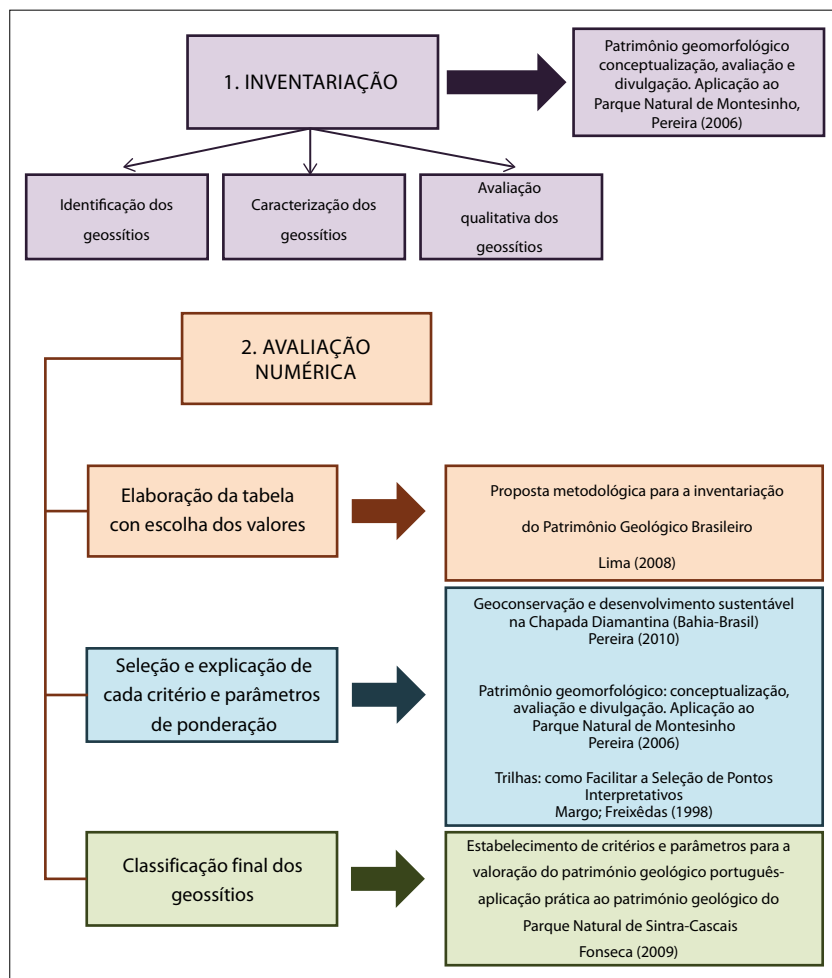 1. INVENTARIAÇÃO
Patrimônio geomorfológico
conceptualização, avaliação e
divulgação. Aplicação ao
Parque Natural de Montesinho,
Pereira (2006)
Identificação dos
geossítios
Caracterização dos
geossítios
Avaliação
qualitativa dos
geossítios
2. AVALIAÇÃO
NUMÉRICA
Elaboração da tabela
con escolha dos valores
Proposta metodológica para a inventariação
do Patrimônio Geológico Brasileiro
Lima (2008)
Seleção e explicação de
cada critério e parâmetros
de ponderação
Geoconservação e desenvolvimento sustentável
na Chapada Diamantina (Bahia-Brasil)
Pereira (2010)
Patrimônio geomorfológico: conceptualização,
avaliação e divulgação. Aplicação ao
Parque Natural de Montesinho
Pereira (2006)
Trilhas: como Facilitar a Seleção de Pontos
Interpretativos
Margo; Freixêdas (1998)
Classificação final dos
geossítios
Estabelecimento de critérios e parâmetros para a
valoração do património geológico português-
aplicação prática ao património geológico do
Parque Natural de Sintra-Cascais
Fonseca (2009)